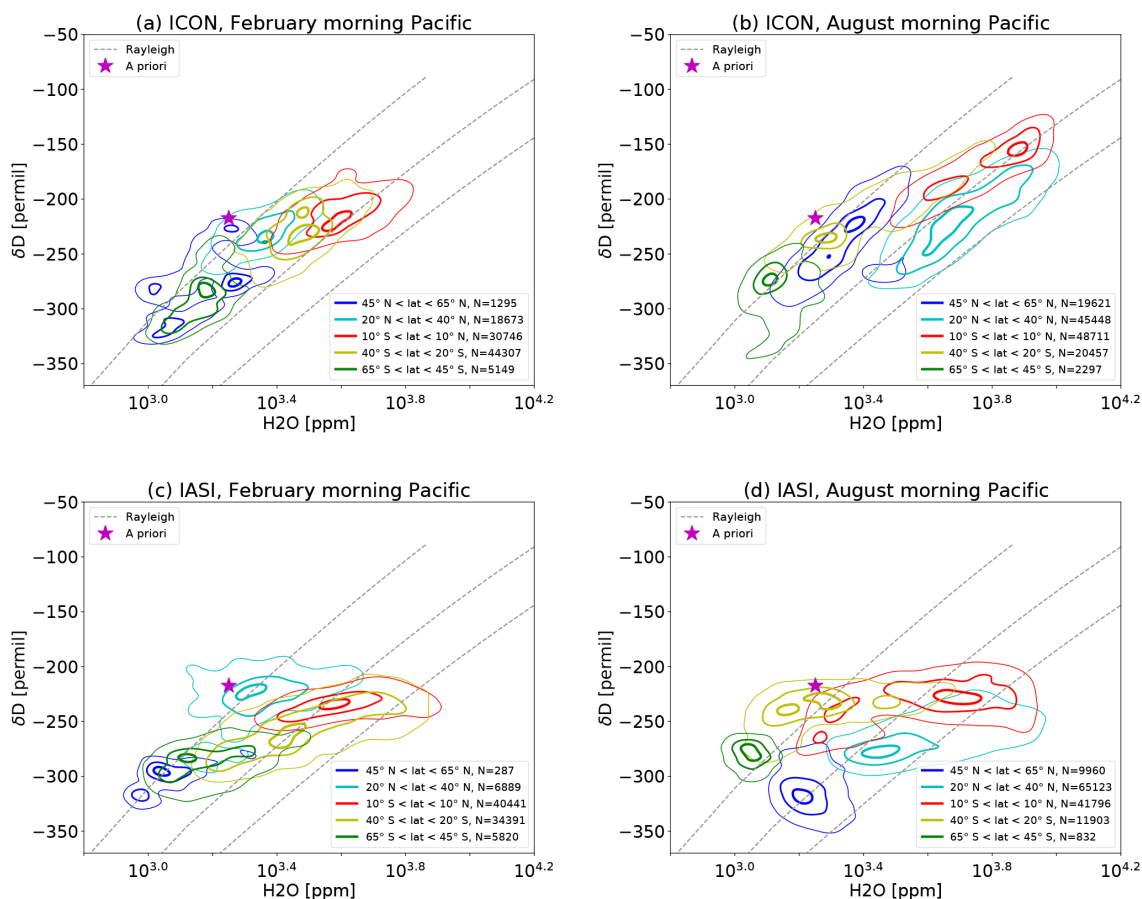 (a) ICON, February morning Pacific
−50
−100
−150
−200
−250
−300
−350
δD [permil]
Rayleigh
A priori
45° N < lat < 65° N, N=1295
20° N < lat < 40° N, N=18673
10° S < lat < 10° N, N=30746
40° S < lat < 20° S, N=44307
65° S < lat < 45° S, N=5149
10^3.0 10^3.4 10^3.8 10^4.2
H2O [ppm]
(b) ICON, August morning Pacific
−50
−100
−150
−200
−250
−300
−350
δD [permil]
Rayleigh
A priori
45° N < lat < 65° N, N=19621
20° N < lat < 40° N, N=45448
10° S < lat < 10° N, N=48711
40° S < lat < 20° S, N=20457
65° S < lat < 45° S, N=2297
10^3.0 10^3.4 10^3.8 10^4.2
H2O [ppm]
(c) IASI, February morning Pacific
−50
−100
−150
−200
−250
−300
−350
δD [permil]
Rayleigh
A priori
45° N < lat < 65° N, N=287
20° N < lat < 40° N, N=6889
10° S < lat < 10° N, N=40441
40° S < lat < 20° S, N=34391
65° S < lat < 45° S, N=5820
10^3.0 10^3.4 10^3.8 10^4.2
H2O [ppm]
(d) IASI, August morning Pacific
−50
−100
−150
−200
−250
−300
−350
δD [permil]
Rayleigh
A priori
45° N < lat < 65° N, N=9960
20° N < lat < 40° N, N=65123
10° S < lat < 10° N, N=41796
40° S < lat < 20° S, N=11903
65° S < lat < 45° S, N=832
10^3.0 10^3.4 10^3.8 10^4.2
H2O [ppm]